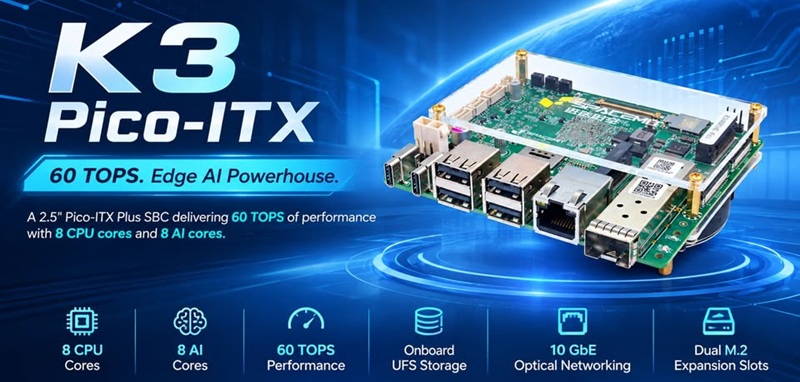 K3
Pico-ITX
60 TOPS. Edge AI Powerhouse.
A 2.5" Pico-ITX Plus SBC delivering 60 TOPS of performance
with 8 CPU cores and 8 AI cores.
8 CPU
Cores
8 AI
Cores
60 TOPS
Performance
Onboard
UFS Storage
10 GbE
Optical Networking
Dual M.2
Expansion Slots